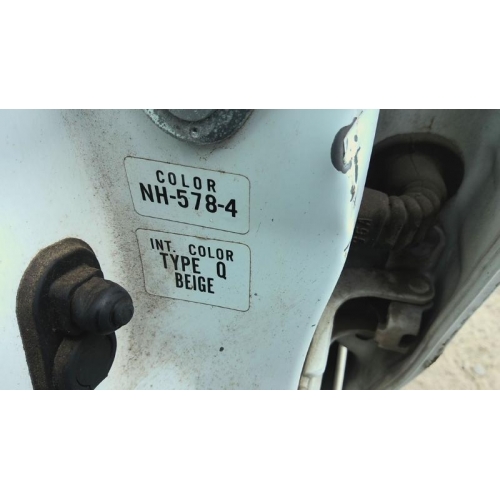 COLOR
NH-578-4
INT. COLOR
TYPE Q
BEIGE